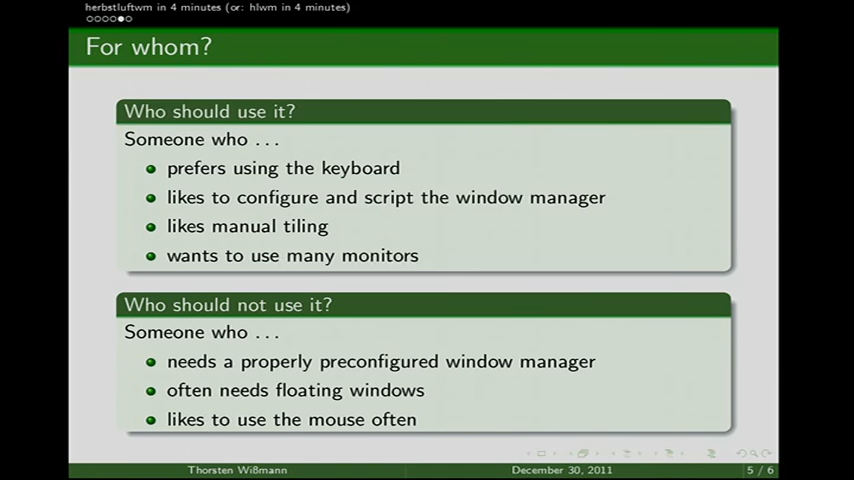 herbstluftwm in 4 minutes (or: hlwm in 4 minutes)
For whom?
Who should use it?
Someone who ...
prefers using the keyboard
likes to configure and script the window manager
likes manual tiling
wants to use many monitors
Who should not use it?
Someone who ...
needs a properly preconfigured window manager
often needs floating windows
likes to use the mouse often
Thorsten Wißmann December 30, 2011 5 / 6